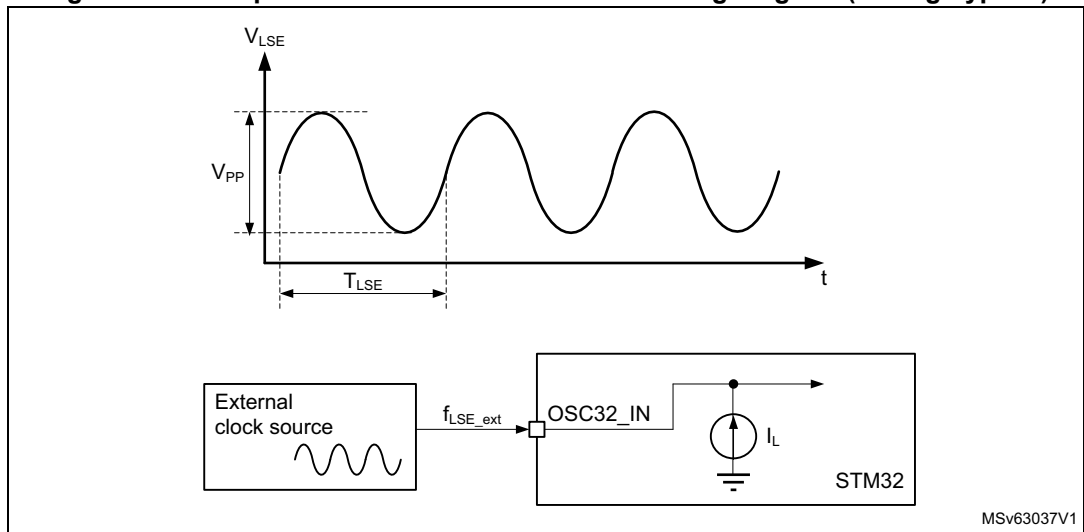 V_LSE
V_PP
T_LSE
t
External
clock source
f_LSE_ext
OSC32_IN
I_L
STM32
MSv63037V1